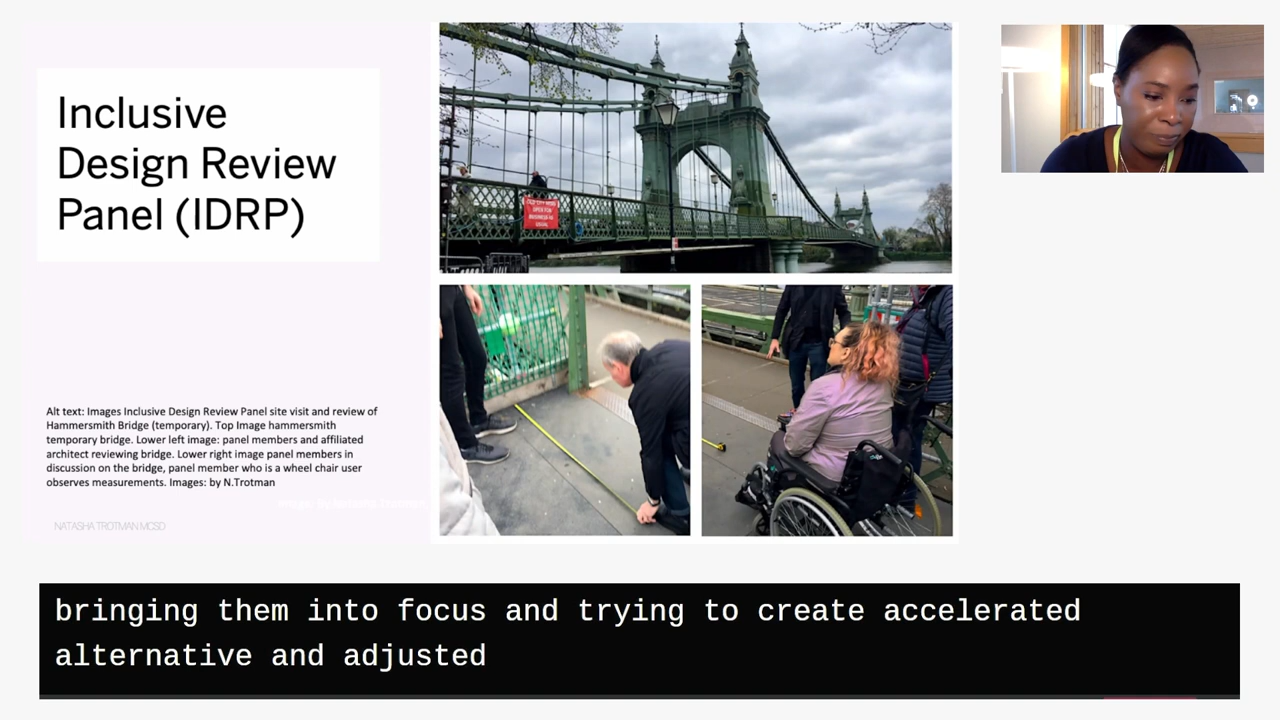 Inclusive
Design Review
Panel (IDRP)
Alt text: Images Inclusive Design Review Panel site visit and review of
Hammersmith Bridge (temporary). Top Image hammersmith
temporary bridge. Lower left image: panel members and affiliated
architect reviewing bridge. Lower right image panel members in
discussion on the bridge, panel member who is a wheel chair user
observes measurements. Images: by N.Trotman
NATASHA TROTMAN MCSD
bringing them into focus and trying to create accelerated
alternative and adjusted